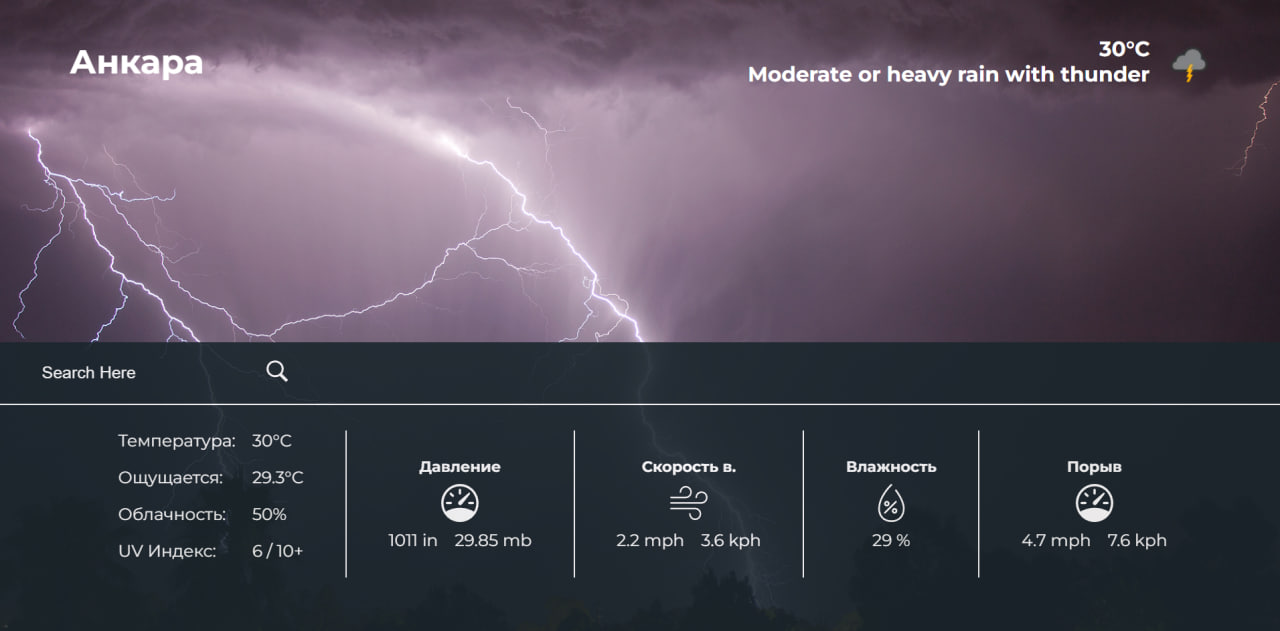 Анкара
30°C
Moderate or heavy rain with thunder
Search Here
Температура: 30°C
Ощущается: 29.3°C
Облачность: 50%
UV Индекс: 6 / 10+
Давление
1011 in 29.85 mb
Скорость в.
2.2 mph 3.6 kph
Влажность
29 %
Порыв
4.7 mph 7.6 kph